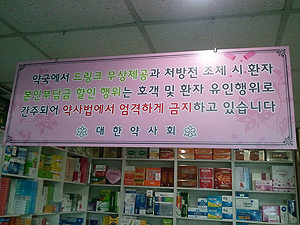 약국에서 드링크 무상제공과 처방전 조제 시 환자
본인부담금 할인 행위는 호객 및 환자 유인행위로
간주되어 약사법에서 엄격하게 금지하고 있습니다
대한약사회